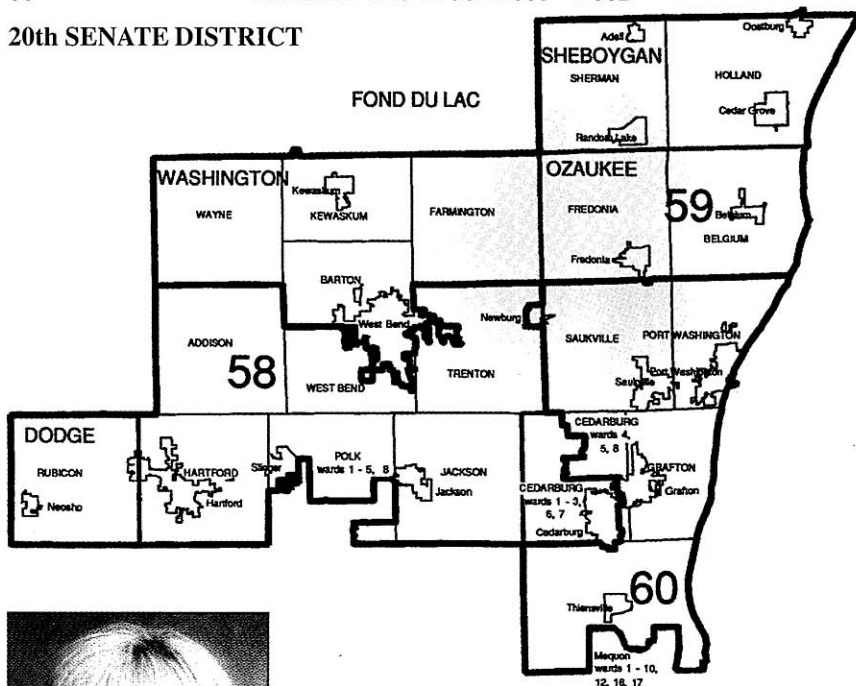 20th SENATE DISTRICT
Adell
Oostburg
SHEBOYGAN
SHERMAN
HOLLAND
FOND DU LAC
Cedar Grove
Random Lake
WASHINGTON
OZAUKEE
Kewaskum
WAYNE
KEWASKUM
FARMINGTON
FREDONIA
59
Belgium
BELGIUM
Fredonia
BARTON
West Bend
Newburg
ADDISON
SAUKVILLE
PORT WASHINGTON
58
TRENTON
Port Washington
Saukville
WEST BEND
DODGE
CEDARBURG
wards 4,
5, 8
RUBICON
HARTFORD
Slinger
POLK
wards 1 - 5, 8
JACKSON
Jackson
GRAFTON
Grafton
Neosho
Hartford
CEDARBURG
wards 1 - 3,
6, 7
Cedarburg
60
Thiensville
Mequon
wards 1 - 10,
12, 16, 17